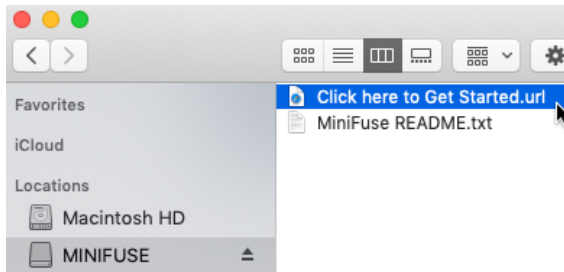 Favorites
iCloud
Locations
Macintosh HD
MINIFUSE
Click here to Get Started.url
MiniFuse README.txt